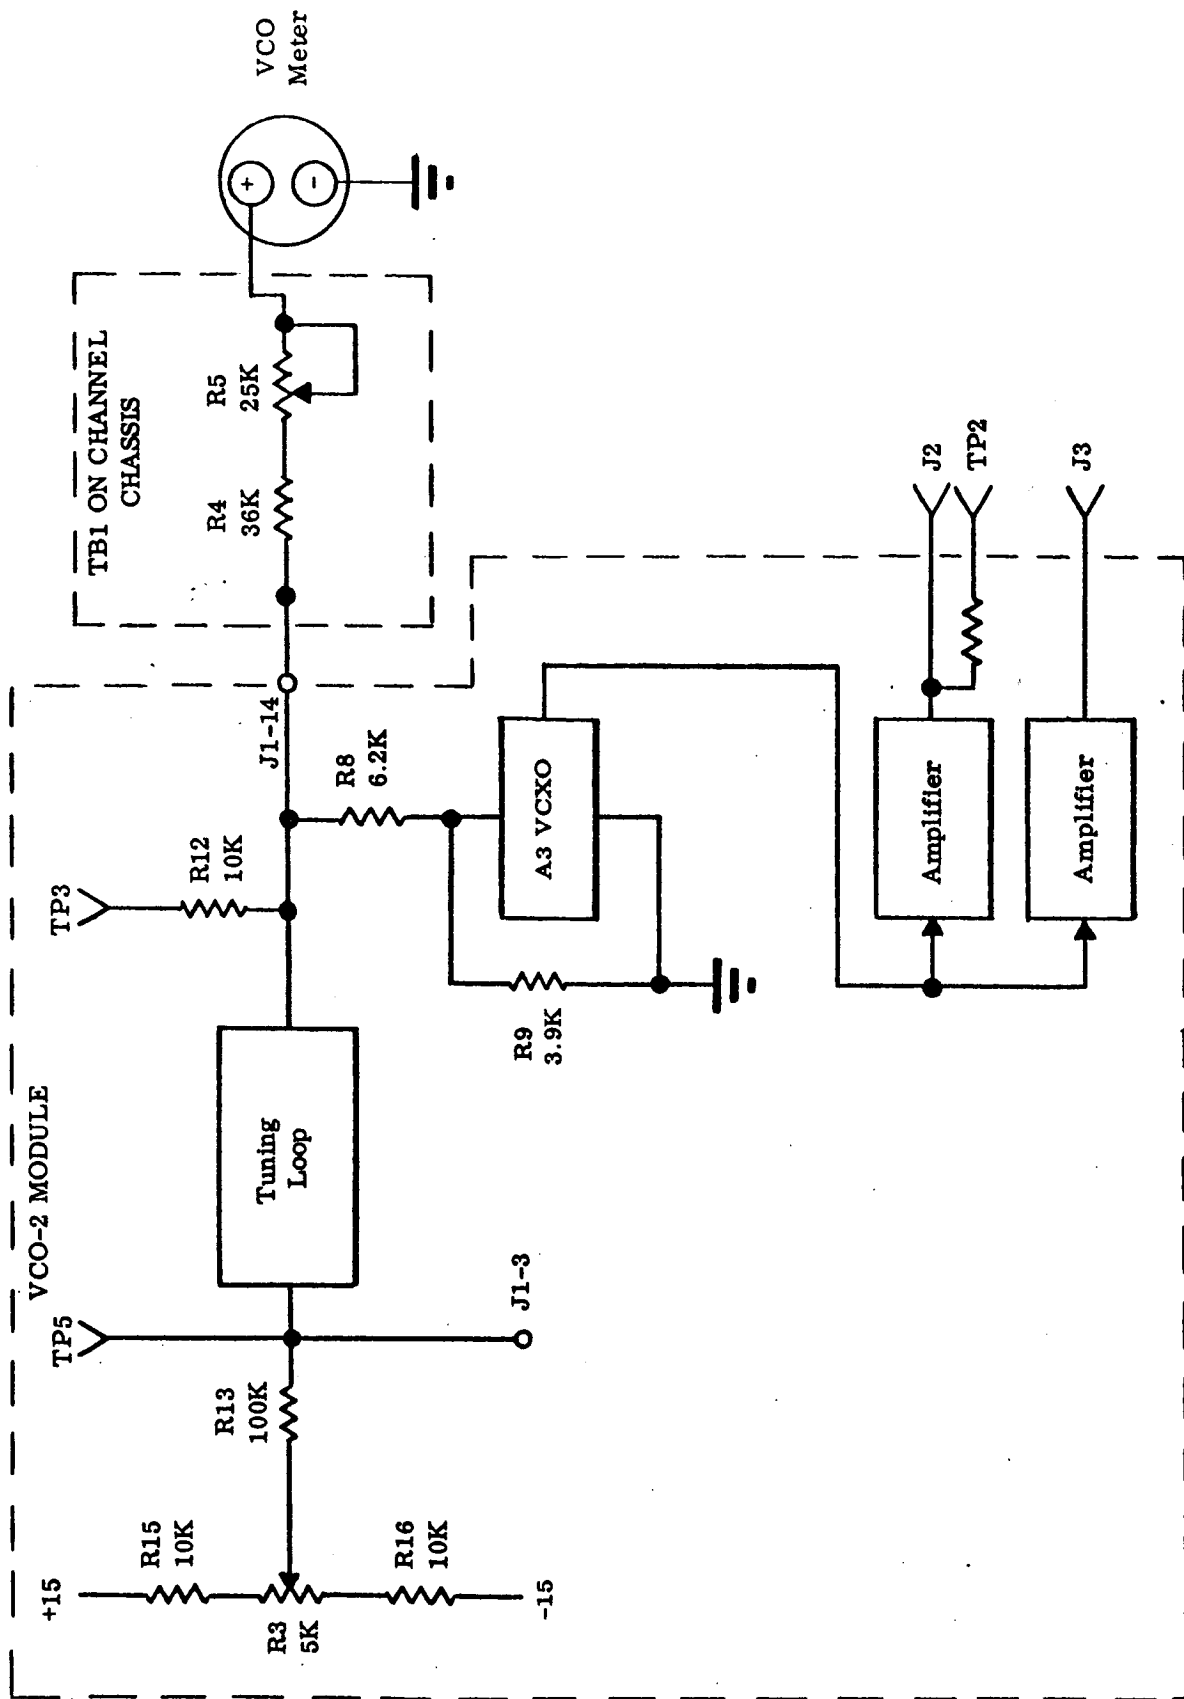 VCO
Meter
+
-
TB1 ON CHANNEL
CHASSIS
R5
25K
R4
36K
J1-14
R8
6.2K
TP3
R12
10K
A3 VCXO
R9
3.9K
J2
TP2
J3
Amplifier
Amplifier
VCO-2 MODULE
Tuning
Loop
TP5
J1-3
R13
100K
+15
R15
10K
R3
5K
R16
10K
-15